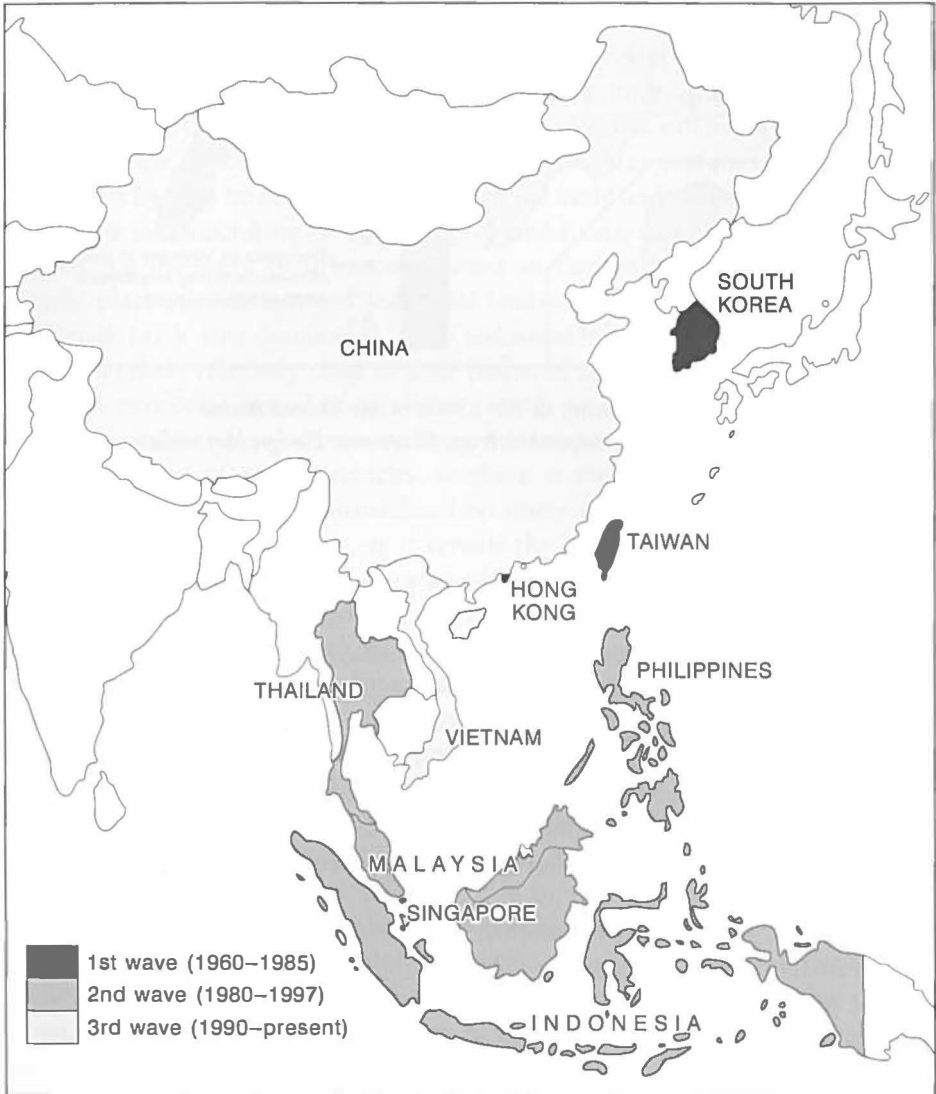 SOUTH
KOREA
CHINA
TAIWAN
HONG
KONG
PHILIPPINES
THAILAND
VIETNAM
MALAYSIA
SINGAPORE
INDONESIA
1st wave (1960–1985)
2nd wave (1980–1997)
3rd wave (1990–present)